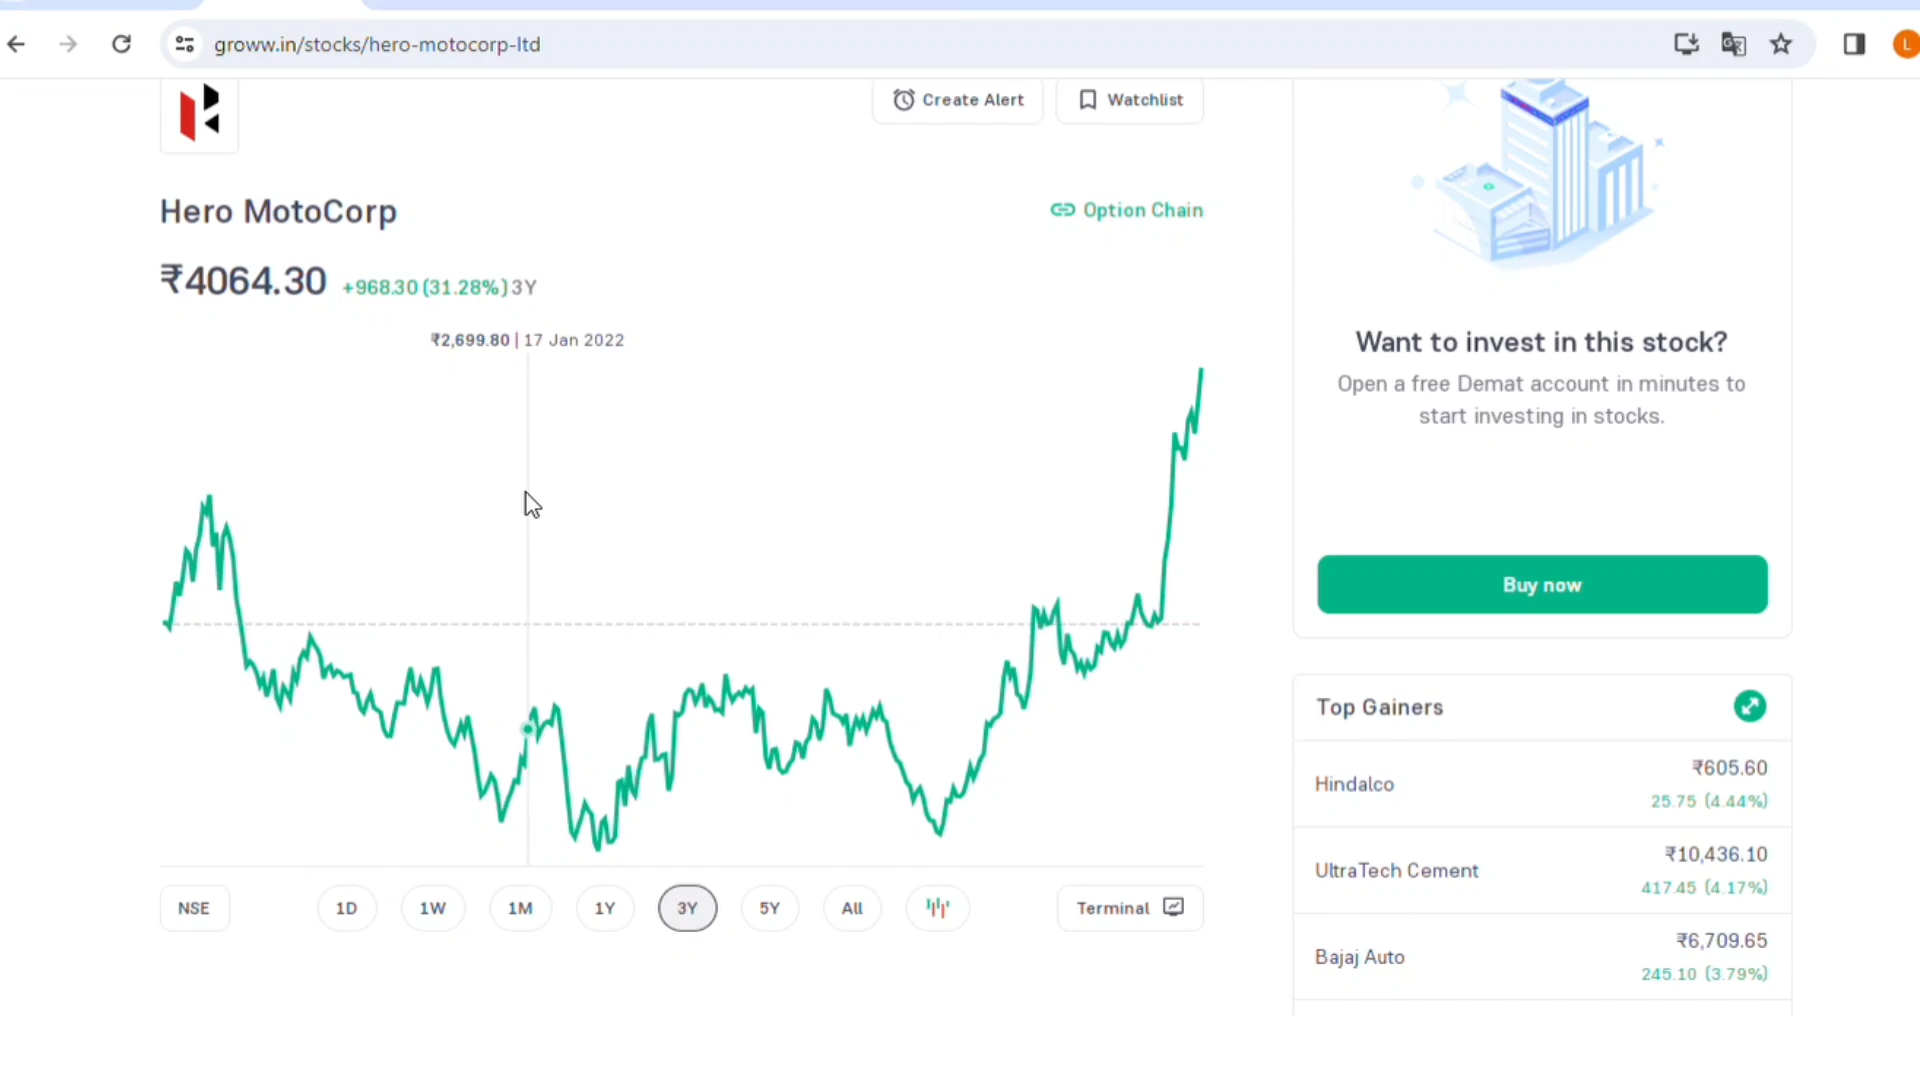 groww.in/stocks/hero-motocorp-ltd
L
Create Alert
Watchlist
Hero MotoCorp
Option Chain
₹4064.30 +968.30 (31.28%) 3Y
₹2,699.80 | 17 Jan 2022
NSE
1D
1W
1M
1Y
3Y
5Y
All
Terminal
Want to invest in this stock?
Open a free Demat account in minutes to
start investing in stocks.
Buy now
Top Gainers
Hindalco
₹605.60
25.75 (4.44%)
UltraTech Cement
₹10,436.10
417.45 (4.17%)
Bajaj Auto
₹6,709.65
245.10 (3.79%)